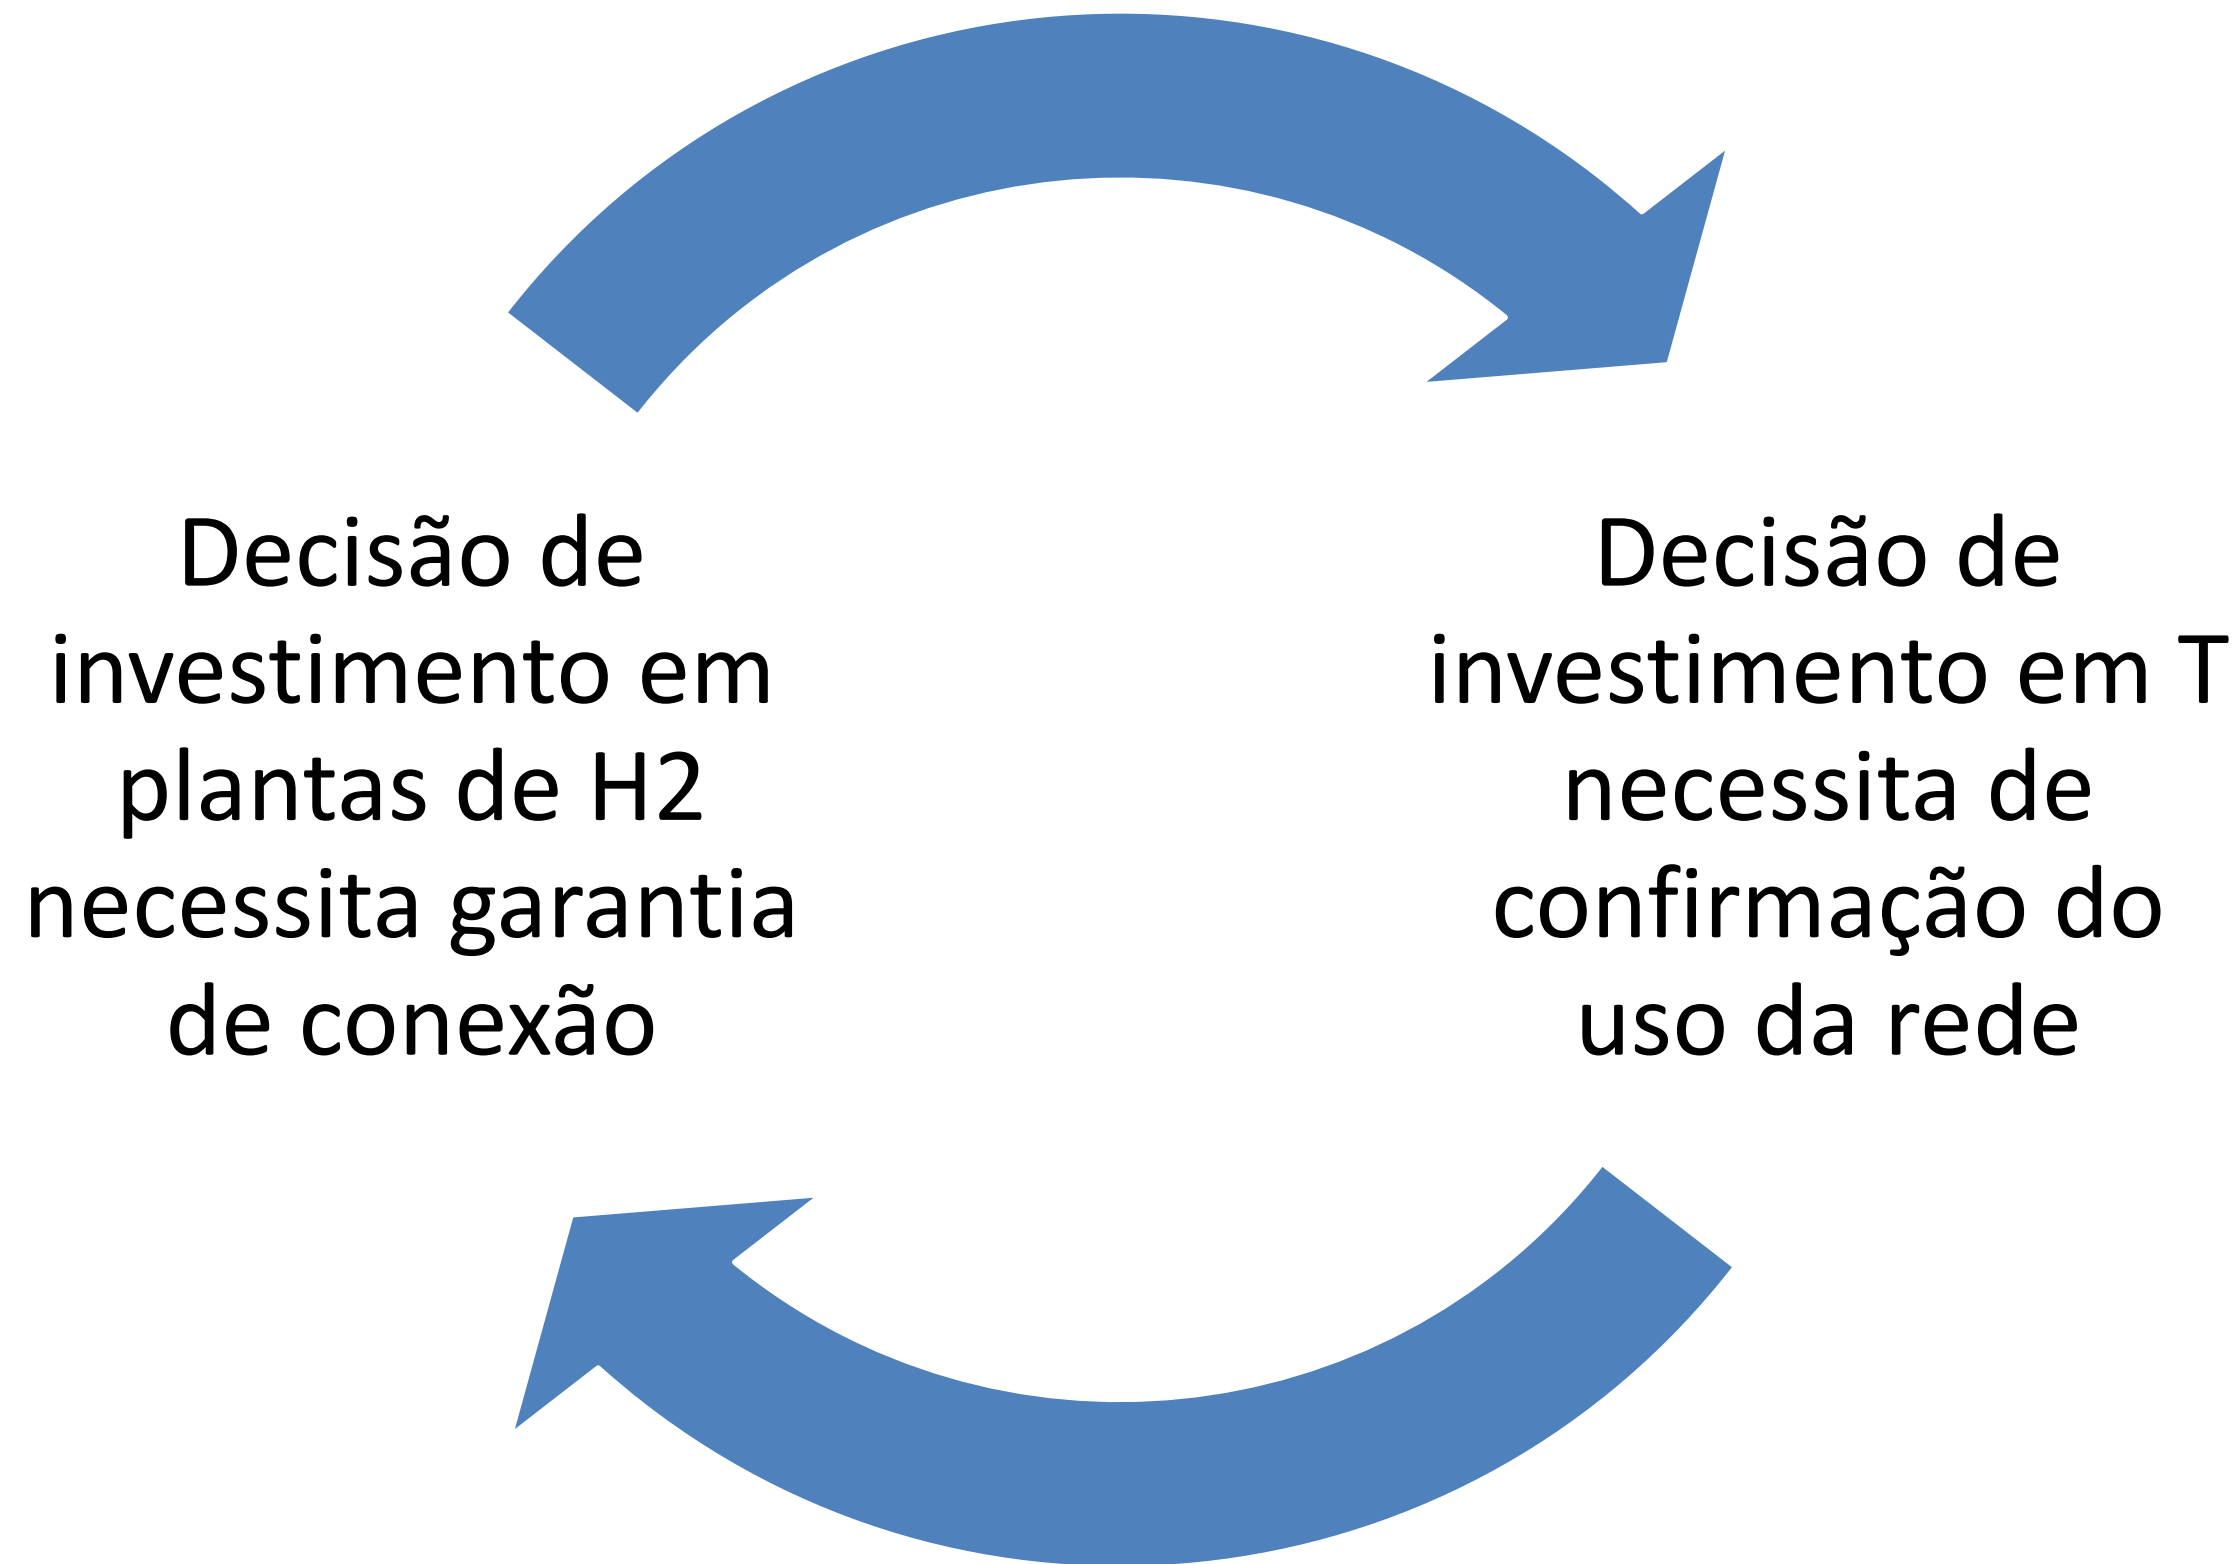 Decisão de
investimento em
plantas de H2
necessita garantia
de conexão
Decisão de
investimento em T
necessita de
confirmação do
uso da rede